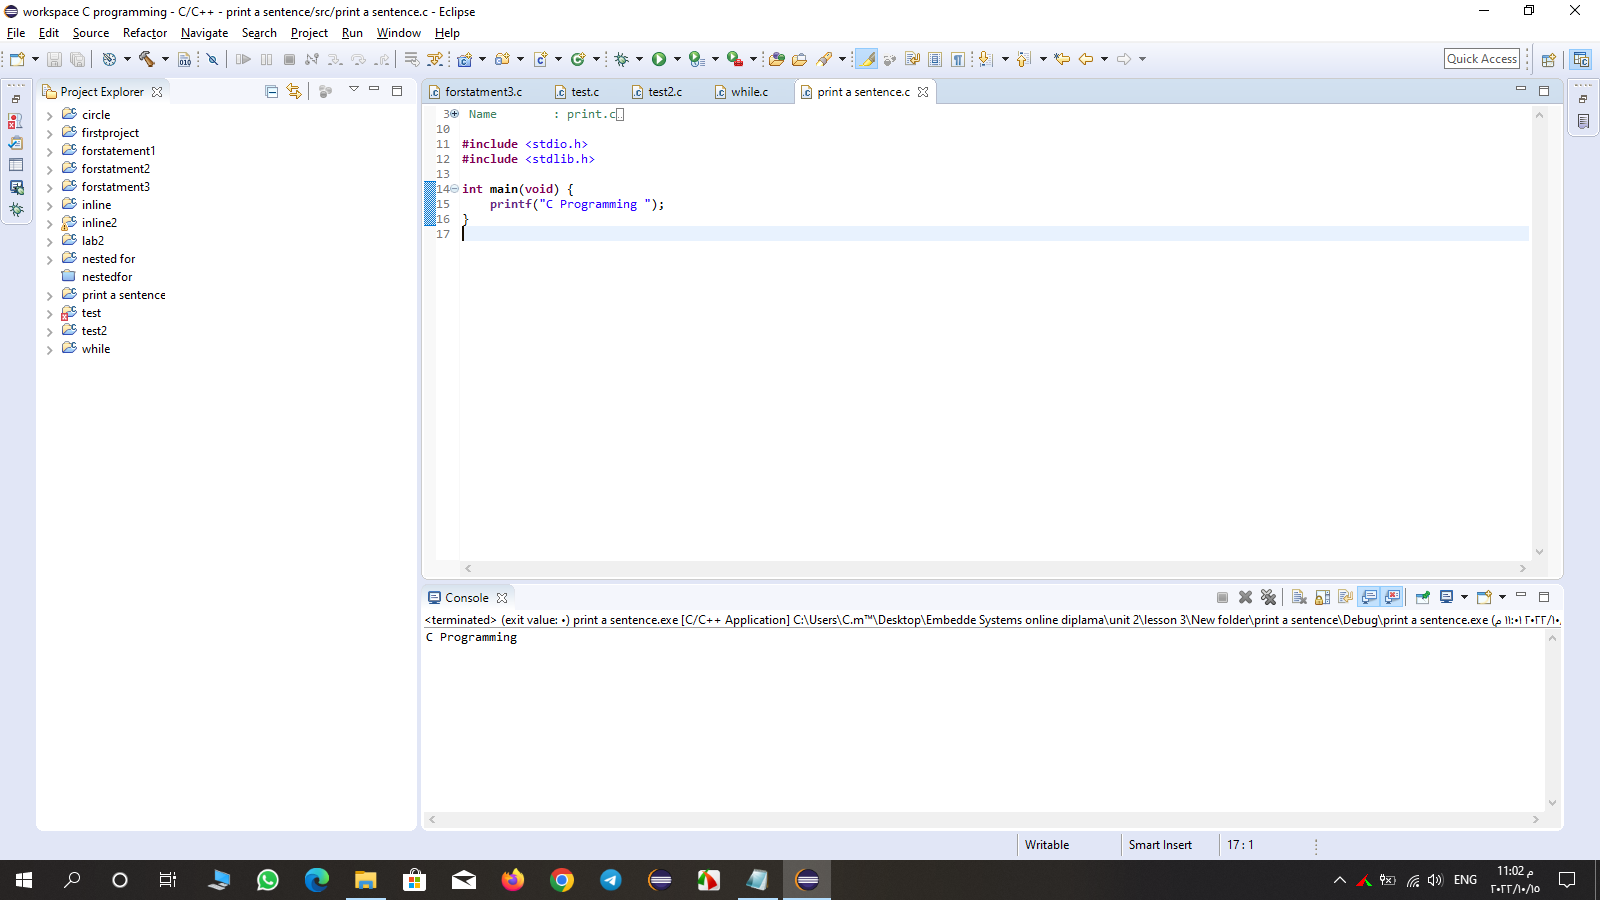 workspace C programming - C/C++ - print a sentence/src/print a sentence.c - Eclipse
File Edit Source Refactor Navigate Search Project Run Window Help
Quick Access
Project Explorer
circle
firstproject
forstatement1
forstatment2
forstatment3
inline
inline2
lab2
nested for
nestedfor
print a sentence
test
test2
while
forstatment3.c test.c test2.c while.c print a sentence.c
3 Name : print.c
10
11 #include <stdio.h>
12 #include <stdlib.h>
13
14 int main(void) {
15 printf("C Programming ");
16 }
17
Console
<terminated> (exit value: ٠) print a sentence.exe [C/C++ Application] C:\Users\C.m™\Desktop\Embedde Systems online diplama\unit 2\lesson 3\New folder\print a sentence\Debug\print a sentence.exe (م ١١:٠١ ٢٠٢٢/١٠
C Programming
Writable Smart Insert 17 : 1
ENG
11:02 م
٢٠٢٢/١٠/١٥